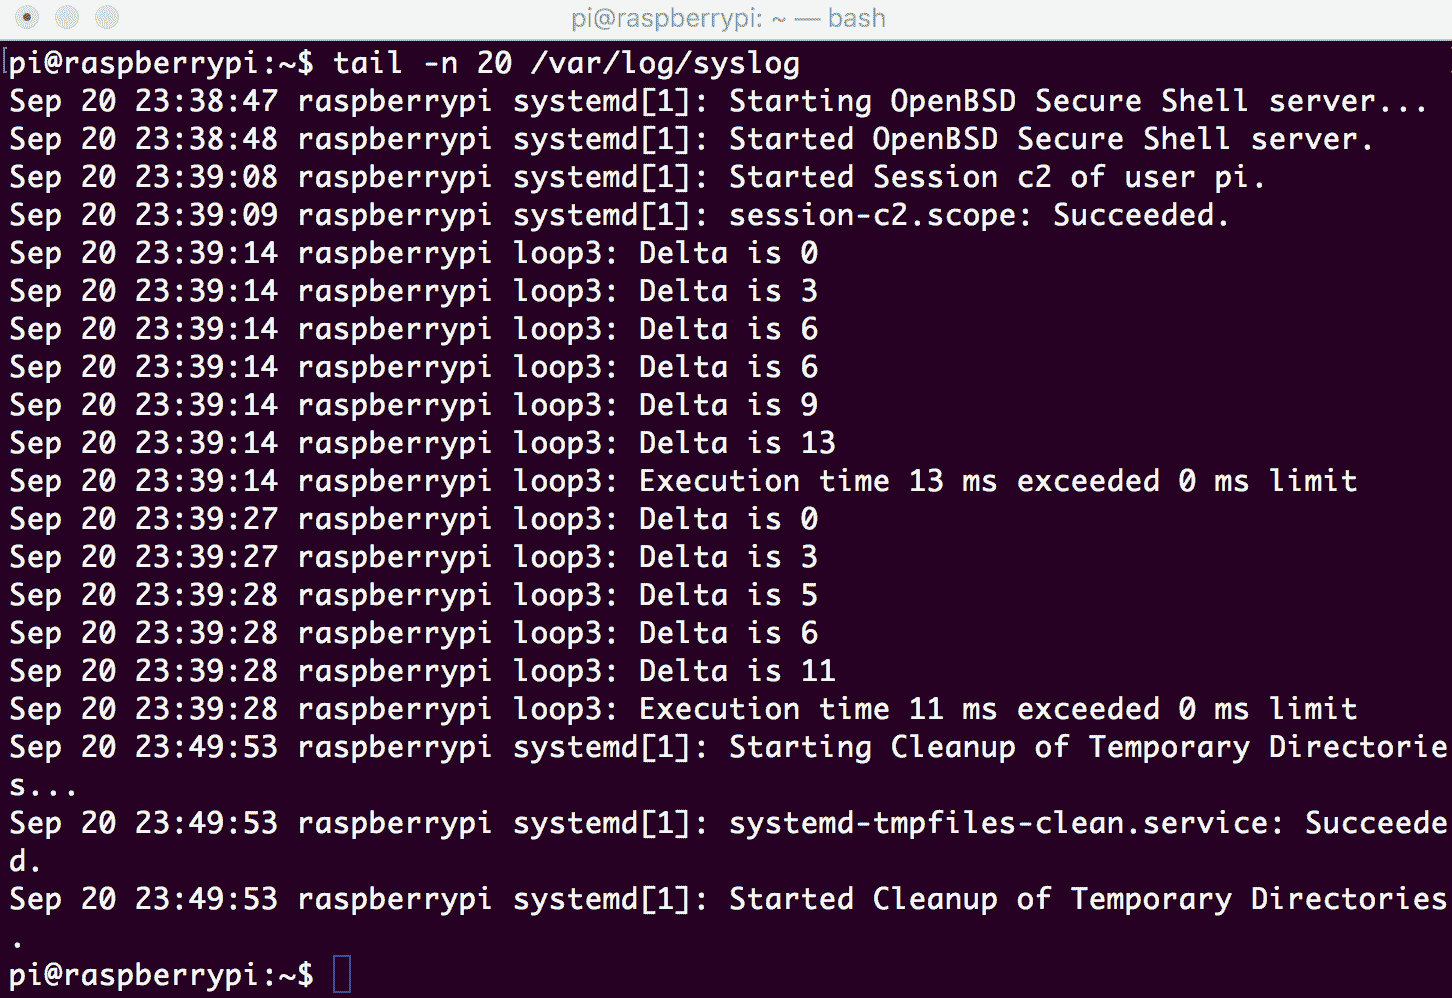 pi@raspberrypi: ~ — bash
pi@raspberrypi:~$ tail -n 20 /var/log/syslog
Sep 20 23:38:47 raspberrypi systemd[1]: Starting OpenBSD Secure Shell server...
Sep 20 23:38:48 raspberrypi systemd[1]: Started OpenBSD Secure Shell server.
Sep 20 23:39:08 raspberrypi systemd[1]: Started Session c2 of user pi.
Sep 20 23:39:09 raspberrypi systemd[1]: session-c2.scope: Succeeded.
Sep 20 23:39:14 raspberrypi loop3: Delta is 0
Sep 20 23:39:14 raspberrypi loop3: Delta is 3
Sep 20 23:39:14 raspberrypi loop3: Delta is 6
Sep 20 23:39:14 raspberrypi loop3: Delta is 6
Sep 20 23:39:14 raspberrypi loop3: Delta is 9
Sep 20 23:39:14 raspberrypi loop3: Delta is 13
Sep 20 23:39:14 raspberrypi loop3: Execution time 13 ms exceeded 0 ms limit
Sep 20 23:39:27 raspberrypi loop3: Delta is 0
Sep 20 23:39:27 raspberrypi loop3: Delta is 3
Sep 20 23:39:28 raspberrypi loop3: Delta is 5
Sep 20 23:39:28 raspberrypi loop3: Delta is 6
Sep 20 23:39:28 raspberrypi loop3: Delta is 11
Sep 20 23:39:28 raspberrypi loop3: Execution time 11 ms exceeded 0 ms limit
Sep 20 23:49:53 raspberrypi systemd[1]: Starting Cleanup of Temporary Directorie
s...
Sep 20 23:49:53 raspberrypi systemd[1]: systemd-tmpfiles-clean.service: Succeede
d.
Sep 20 23:49:53 raspberrypi systemd[1]: Started Cleanup of Temporary Directories
.
pi@raspberrypi:~$